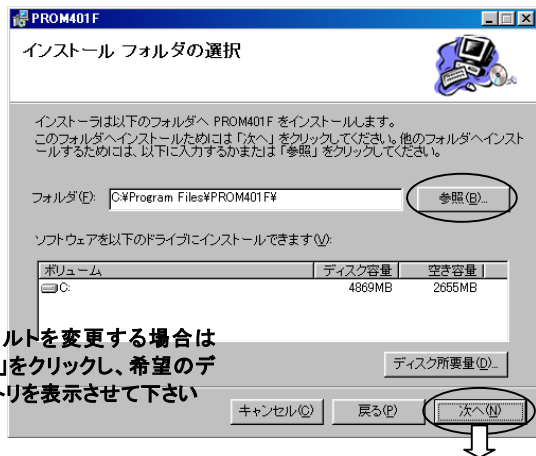 PROM401F
インストール フォルダの選択
インストーラは以下のフォルダへ PROM401F をインストールします。
このフォルダへインストールためには「次へ」をクリックしてください。他のフォルダヘインスト
ールするためには、以下に入力するかまたは「参照」をクリックしてください。
フォルダ(F): C:¥Program Files¥PROM401F¥ 参照(R)...
ソフトウェアを以下のドライブにインストールできます(V):
ボリューム ディスク容量 空き容量
C: 4869MB 2655MB
ルトを変更する場合は
」をクリックし、希望のデ
トリを表示させて下さい
ディスク所要量(D)...
キャンセル(C) 戻る(P) 次へ(N)